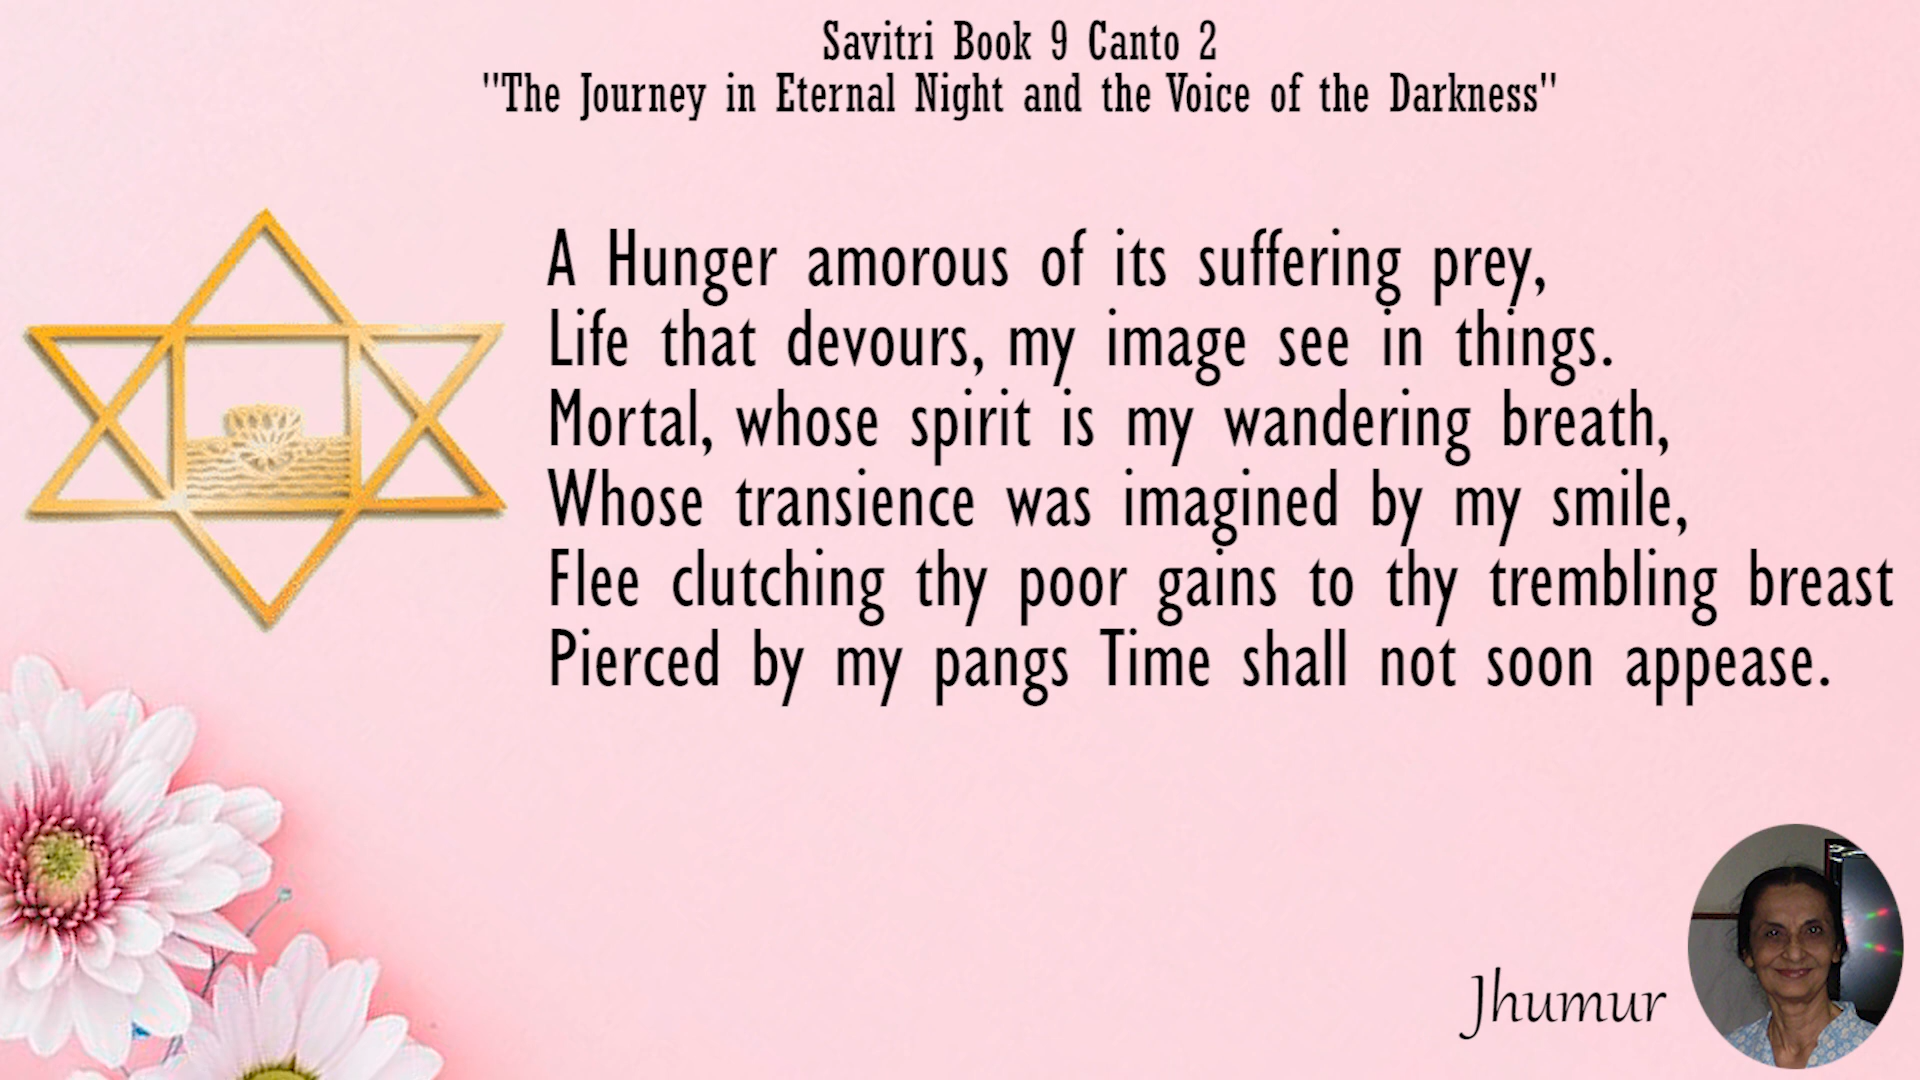 Savitri Book 9 Canto 2
"The Journey in Eternal Night and the Voice of the Darkness"
A Hunger amorous of its suffering prey,
Life that devours, my image see in things.
Mortal, whose spirit is my wandering breath,
Whose transience was imagined by my smile,
Flee clutching thy poor gains to thy trembling breast
Pierced by my pangs Time shall not soon appease.
Jhumur